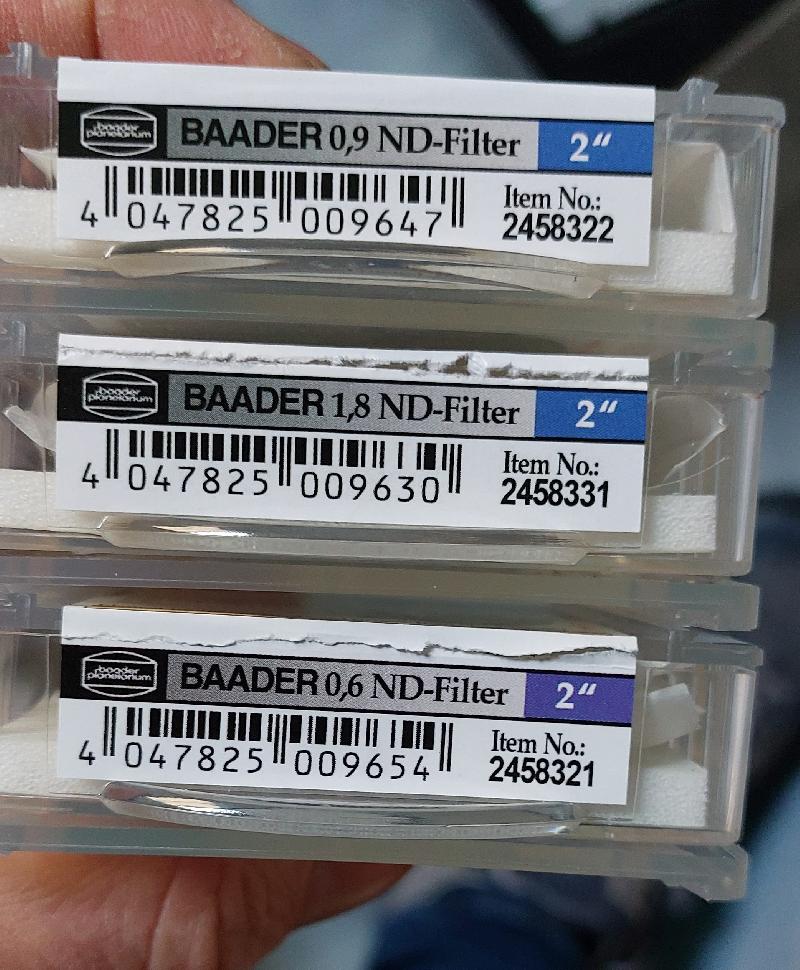 baader planetarium
BAADER 0,9 ND-Filter 2“
4 047825 009647
Item No.:
2458322
baader planetarium
BAADER 1,8 ND-Filter 2“
4 047825 009630
Item No.:
2458331
baader planetarium
BAADER 0,6 ND-Filter 2“
4 047825 009654
Item No.:
2458321